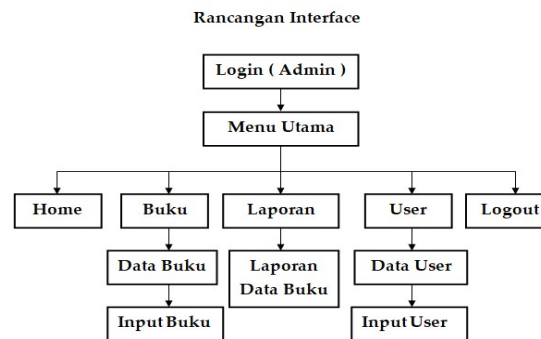 Rancangan Interface
Login ( Admin )
Menu Utama
Home
Buku
Laporan
User
Logout
Data Buku
Laporan
Data Buku
Data User
Input Buku
Input User